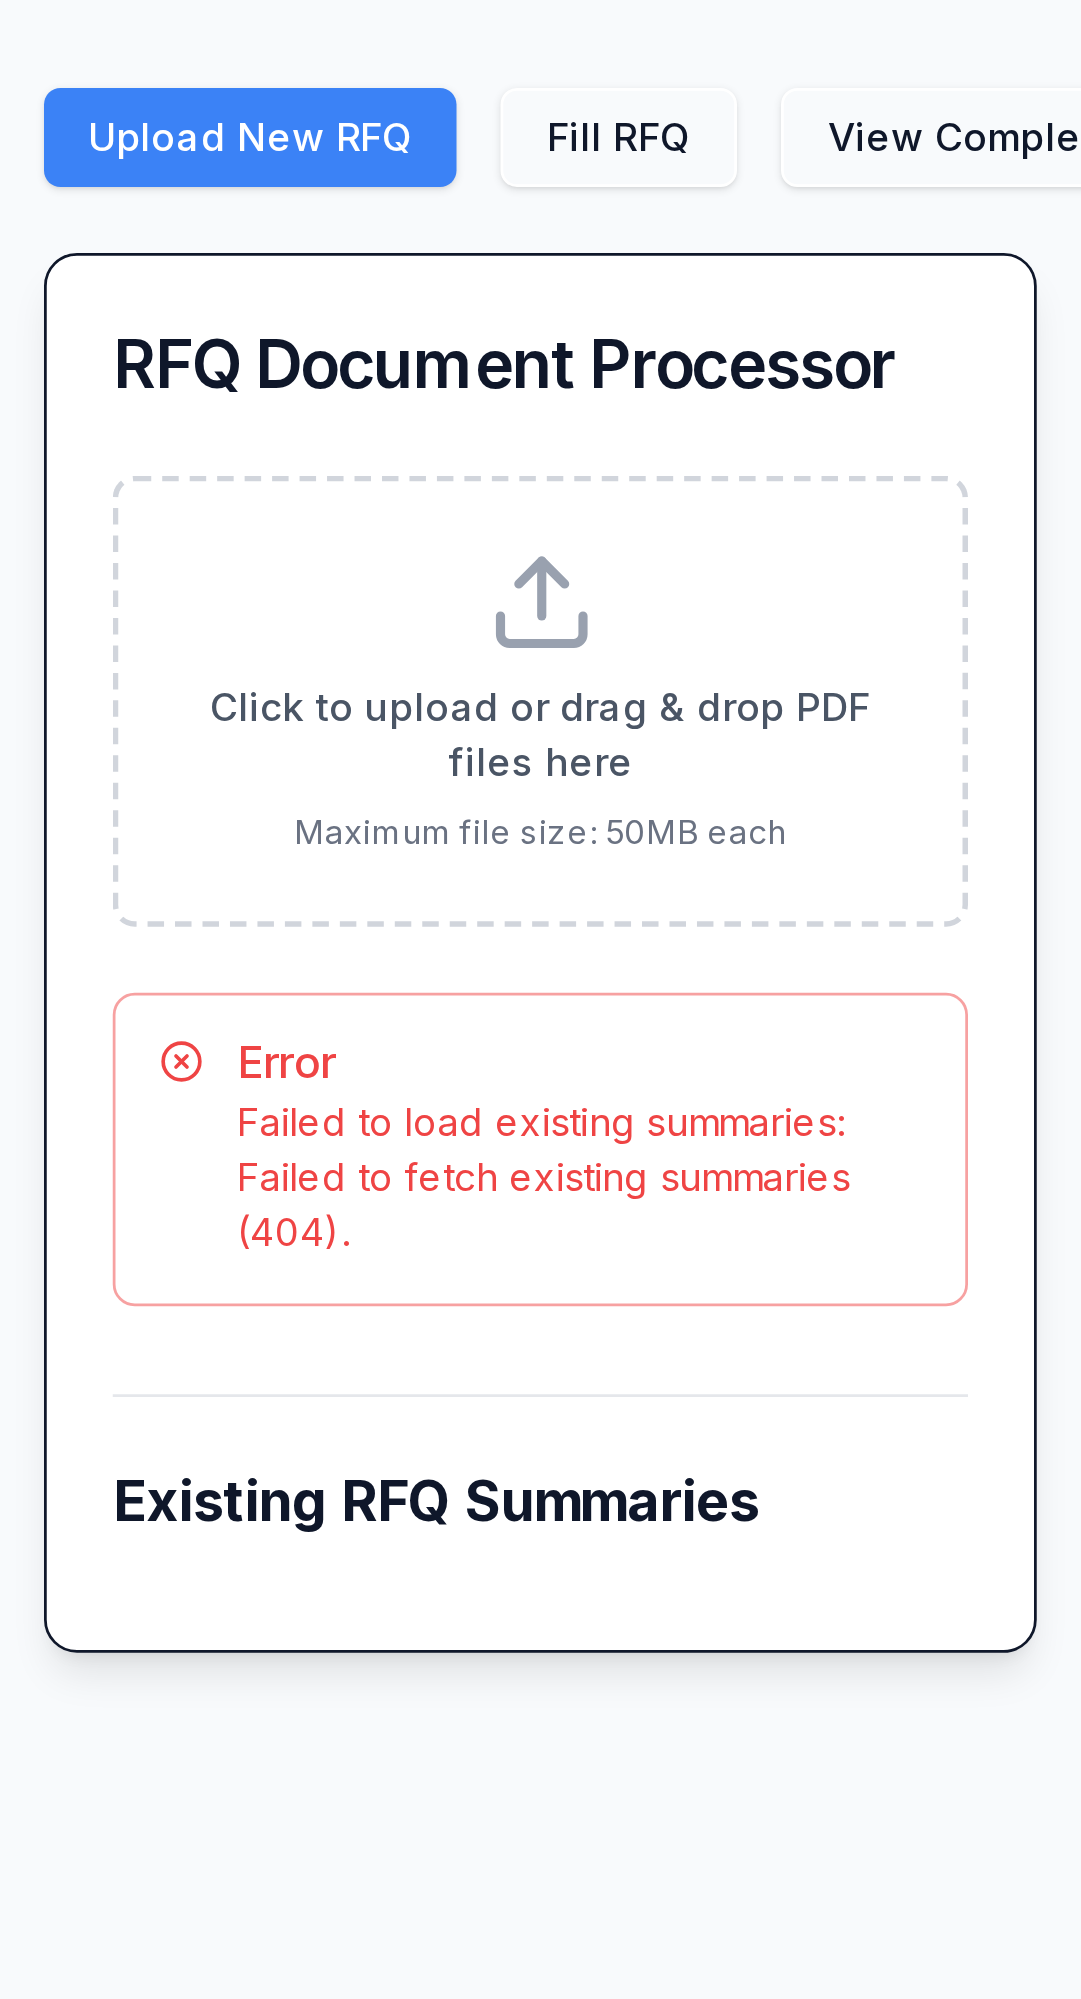 Upload New RFQ
Fill RFQ
View Comple
RFQ Document Processor
Click to upload or drag & drop PDF
files here
Maximum file size: 50MB each
Error
Failed to load existing summaries:
Failed to fetch existing summaries
(404).
Existing RFQ Summaries